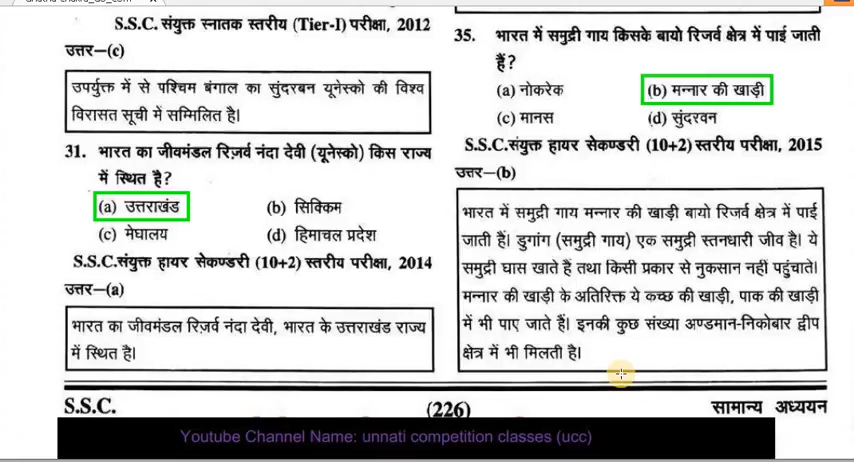 S.S.C. संयुक्त स्नातक स्तरीय (Tier-I) परीक्षा, 2012
उत्तर–(c)
उपर्युक्त में से पश्चिम बंगाल का सुंदरबन यूनेस्को की विश्व
विरासत सूची में सम्मिलित है।
31. भारत का जीवमंडल रिज़र्व नंदा देवी (यूनेस्को) किस राज्य
में स्थित है?
(a) उत्तराखंड (b) सिक्किम
(c) मेघालय (d) हिमाचल प्रदेश
S.S.C.संयुक्त हायर सेकण्डरी (10+2) स्तरीय परीक्षा, 2014
उत्तर–(a)
भारत का जीवमंडल रिज़र्व नंदा देवी, भारत के उत्तराखंड राज्य
में स्थित है।
35. भारत में समुद्री गाय किसके बायो रिजर्व क्षेत्र में पाई जाती
हैं?
(a) नोकरेक (b) मन्नार की खाड़ी
(c) मानस (d) सुंदरवन
S.S.C.संयुक्त हायर सेकण्डरी (10+2) स्तरीय परीक्षा, 2015
उत्तर–(b)
भारत में समुद्री गाय मन्नार की खाड़ी बायो रिजर्व क्षेत्र में पाई
जाती हैं। डुगांग (समुद्री गाय) एक समुद्री स्तनधारी जीव है। ये
समुद्री घास खाते हैं तथा किसी प्रकार से नुकसान नहीं पहुंचाते।
मन्नार की खाड़ी के अतिरिक्त ये कच्छ की खाड़ी, पाक की खाड़ी
में भी पाए जाते हैं। इनकी कुछ संख्या अण्डमान-निकोबार द्वीप
क्षेत्र में भी मिलती है।
S.S.C. (226) सामान्य अध्ययन
Youtube Channel Name: unnati competition classes (ucc)